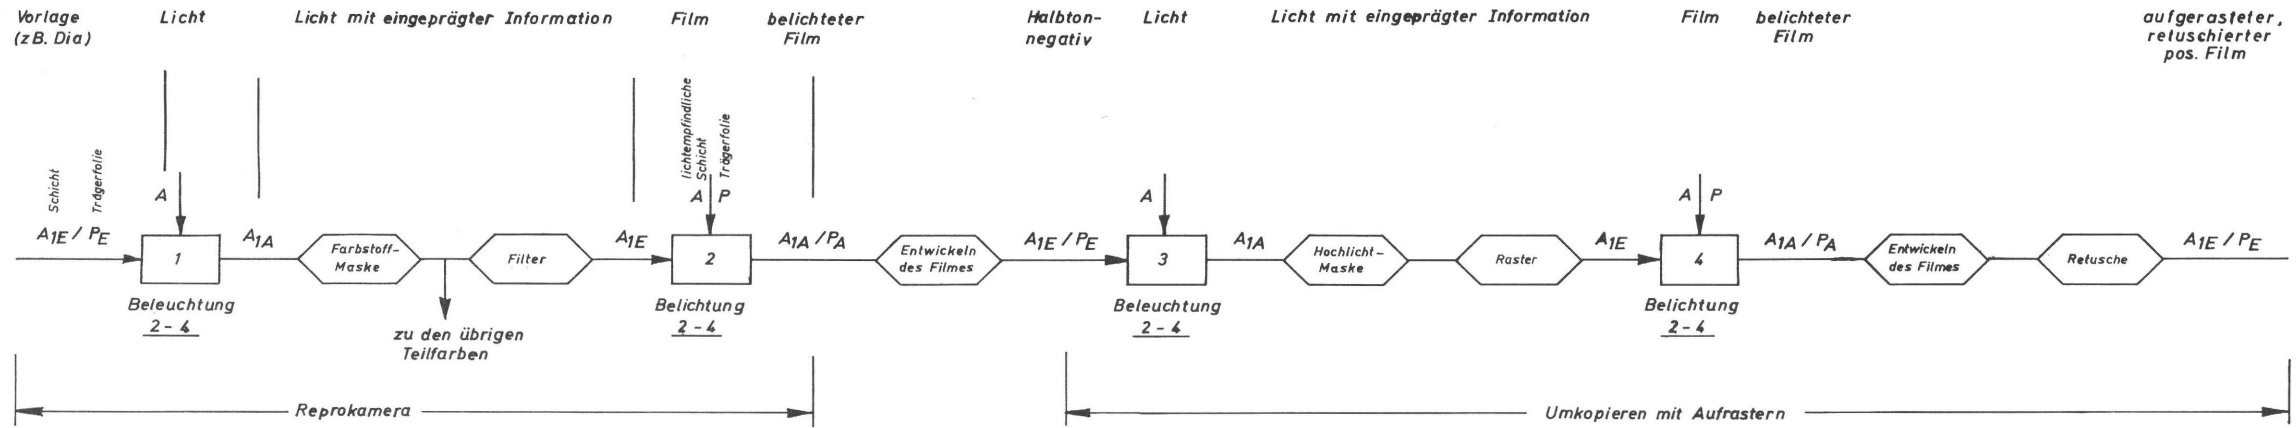 Vorlage
(zB. Dia)
Licht
Licht mit eingeprägter Information
Film
belichteter
Film
Halbton-
negativ
Licht
Licht mit eingeprägter Information
Film
belichteter
Film
aufgerasteter,
retuschierter
pos. Film
Schicht
Trägerfolie
lichtempfindliche
Schicht
Trägerfolie
A
A P
A
A P
A1E / PE
1
A1A
Farbstoff-
Maske
Filter
A1E
2
A1A / PA
Entwickeln
des Filmes
A1E / PE
3
A1A
Hochlicht-
Maske
Raster
A1E
4
A1A / PA
Entwickeln
des Filmes
Retusche
A1E / PE
Beleuchtung
2 - 4
zu den übrigen
Teilfarben
Belichtung
2 - 4
Beleuchtung
2 - 4
Belichtung
2 - 4
Reprokamera
Umkopieren mit Aufrastern